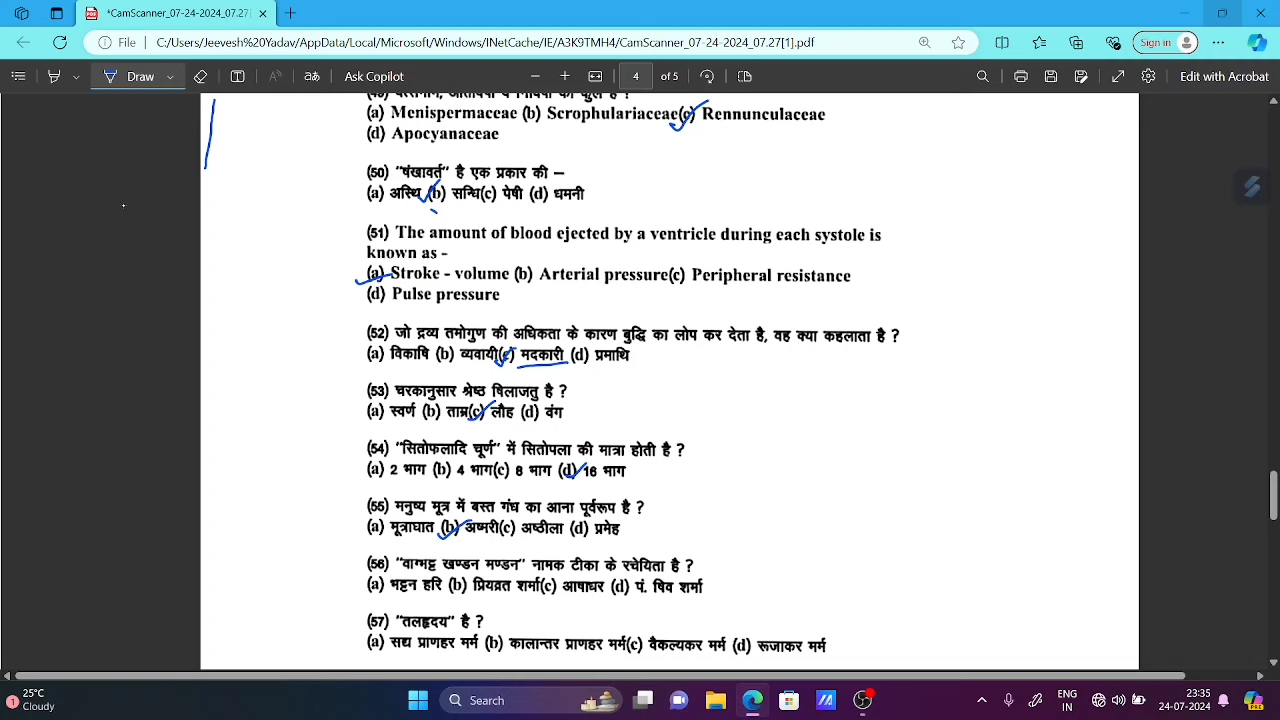 *CamScanner_07-24-2024_07.27
File C:/Users/Jeevesh%20Yadav/AppData/Local/Microsoft/Windows/INetCache/IE/A3K9TMH4/CamScanner_07-24-2024_07.27[1].pdf Sign in
Draw Ask Copilot 4 of 5 Edit with Acrobat
(a) Menispermaceae (b) Scrophulariaceae(c) Rennunculaceae
(d) Apocyanaceae
(50) “षंखावर्त” है एक प्रकार की –
(a) अस्थि (b) सन्धि(c) पेषी (d) धमनी
(51) The amount of blood ejected by a ventricle during each systole is
known as -
(a) Stroke - volume (b) Arterial pressure(c) Peripheral resistance
(d) Pulse pressure
(52) जो द्रव्य तमोगुण की अधिकता के कारण बुद्धि का लोप कर देता है, वह क्या कहलाता है ?
(a) विकाषि (b) व्यवायी(c) मदकारी (d) प्रमाथि
(53) चरकानुसार श्रेष्ठ षिलाजतु है ?
(a) स्वर्ण (b) ताम्र(c) लौह (d) वंग
(54) “सितोफलादि चूर्ण” में सितोपला की मात्रा होती है ?
(a) 2 भाग (b) 4 भाग(c) 8 भाग (d) 16 भाग
(55) मनुष्य मूत्र में बस्त गंध का आना पूर्वरूप है ?
(a) मूत्राघात (b) अष्मरी(c) अष्ठीला (d) प्रमेह
(56) “वाग्भट्ट खण्डन मण्डन” नामक टीका के रचेयिता है ?
(a) भट्टन हरि (b) प्रियव्रत शर्मा(c) आषाधर (d) पं. षिव शर्मा
(57) “तलहृदय” है ?
(a) सद्य प्राणहर मर्म (b) कालान्तर प्राणहर मर्म(c) वैकल्यकर मर्म (d) रूजाकर मर्म
25°C
Cloudy
Search
ENG
IN
23:35
24-07-2024